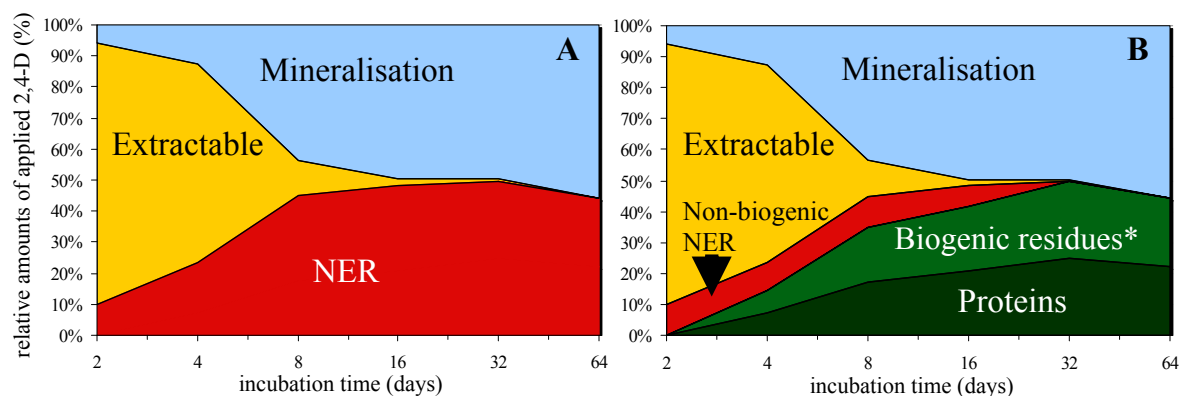 relative amounts of applied 2,4-D (%)
100%
90%
80%
70%
60%
50%
40%
30%
20%
10%
0%
A
Mineralisation
Extractable
NER
2
4
8
16
32
64
incubation time (days)
100%
90%
80%
70%
60%
50%
40%
30%
20%
10%
0%
B
Mineralisation
Extractable
Non-biogenic
NER
Biogenic residues*
Proteins
2
4
8
16
32
64
incubation time (days)